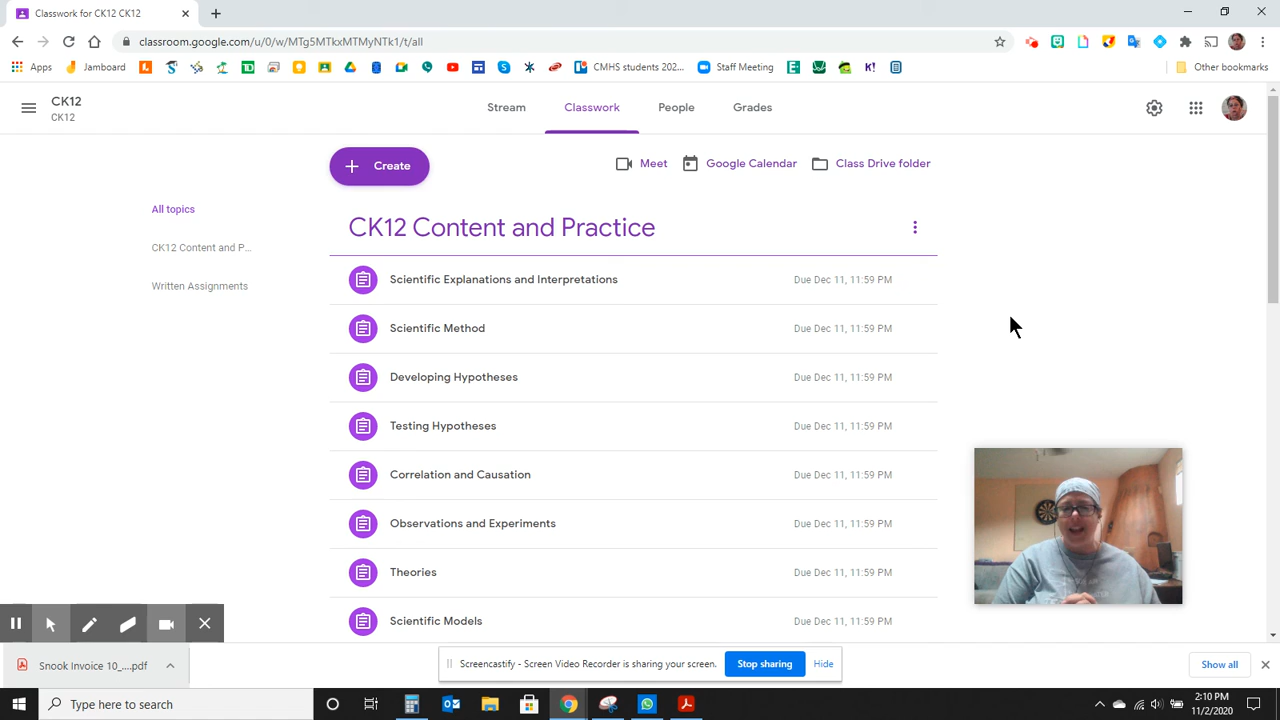 Classwork for CK12 CK12
classroom.google.com/u/0/w/MTg5MTkxMTMyNTk1/t/all
Apps
Jamboard
CMHS students 202...
Staff Meeting
K!
Other bookmarks
CK12
CK12
Stream
Classwork
People
Grades
Create
Meet
Google Calendar
Class Drive folder
All topics
CK12 Content and P...
Written Assignments
CK12 Content and Practice
Scientific Explanations and Interpretations Due Dec 11, 11:59 PM
Scientific Method Due Dec 11, 11:59 PM
Developing Hypotheses Due Dec 11, 11:59 PM
Testing Hypotheses Due Dec 11, 11:59 PM
Correlation and Causation Due Dec 11, 11:59 PM
Observations and Experiments Due Dec 11, 11:59 PM
Theories Due Dec 11, 11:59 PM
Scientific Models Due Dec 11, 11:59 PM
Snook Invoice 10_....pdf
Screencastify - Screen Video Recorder is sharing your screen.
Stop sharing
Hide
Show all
Type here to search
2:10 PM
11/2/2020